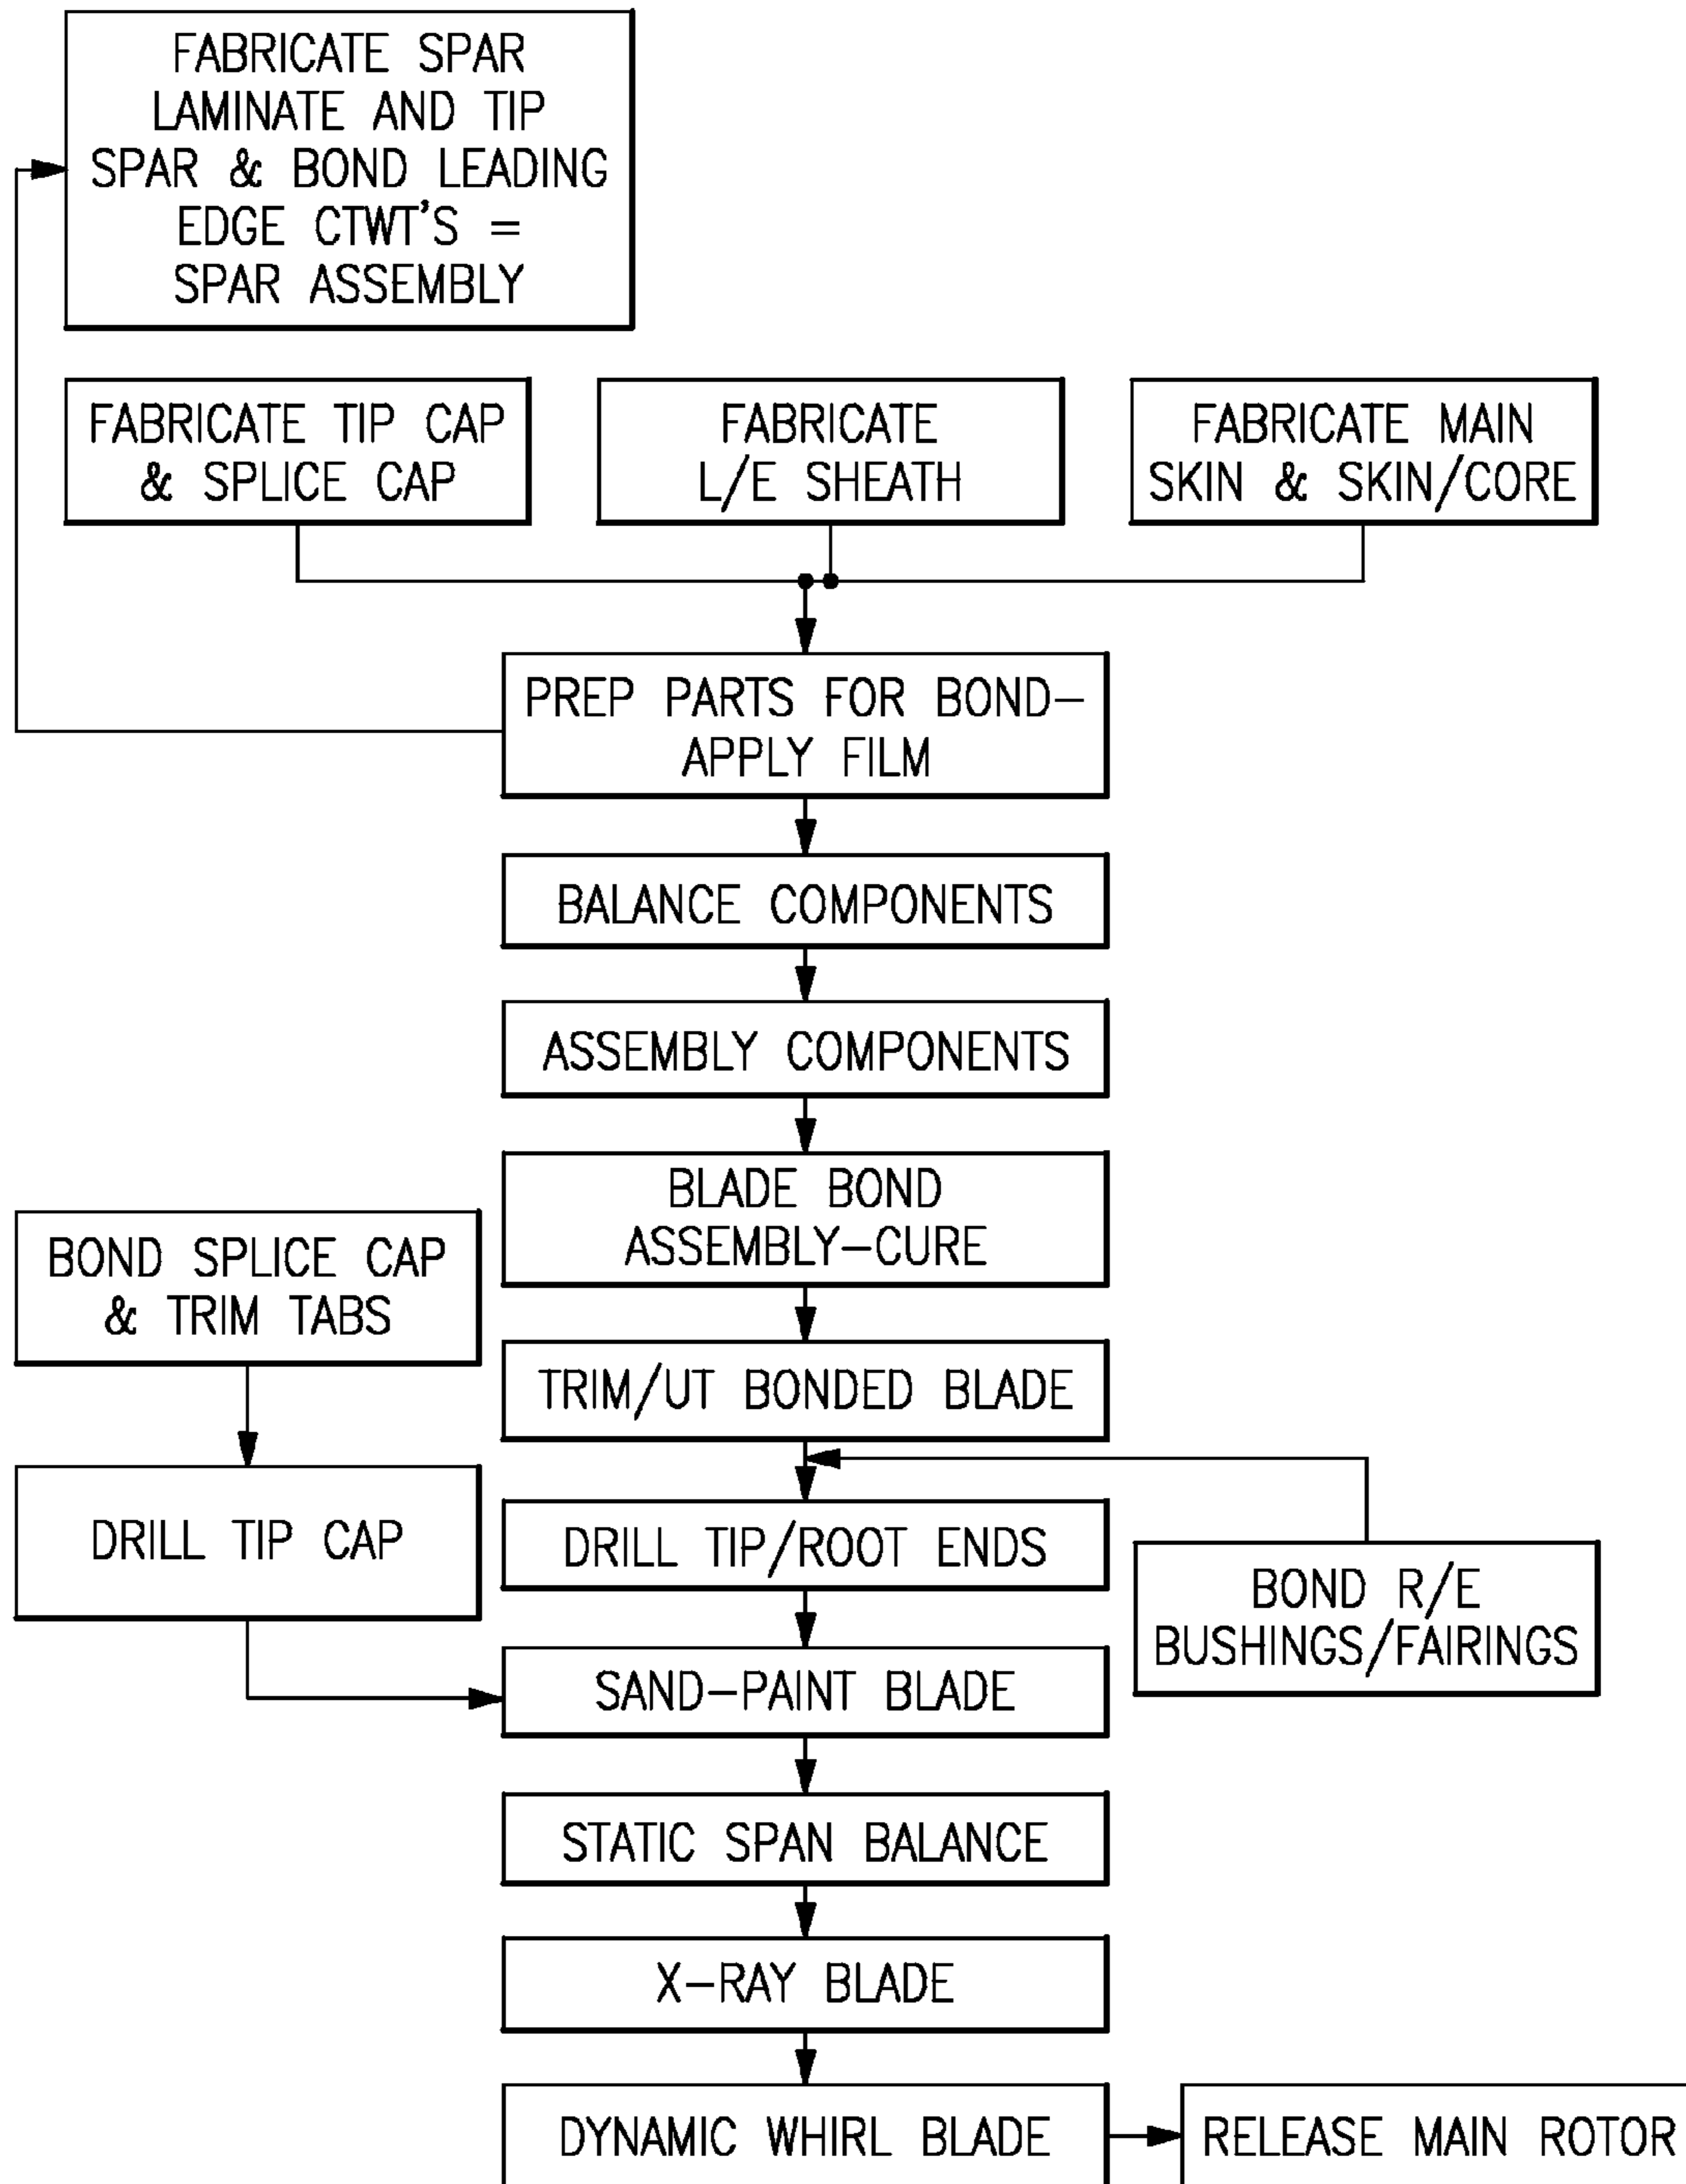 FABRICATE SPAR
LAMINATE AND TIP
SPAR & BOND LEADING
EDGE CTWT'S =
SPAR ASSEMBLY
FABRICATE TIP CAP
& SPLICE CAP
FABRICATE
L/E SHEATH
FABRICATE MAIN
SKIN & SKIN/CORE
PREP PARTS FOR BOND-
APPLY FILM
BALANCE COMPONENTS
ASSEMBLY COMPONENTS
BLADE BOND
ASSEMBLY-CURE
BOND SPLICE CAP
& TRIM TABS
TRIM/UT BONDED BLADE
DRILL TIP CAP
DRILL TIP/ROOT ENDS
BOND R/E
BUSHINGS/FAIRINGS
SAND-PAINT BLADE
STATIC SPAN BALANCE
X-RAY BLADE
DYNAMIC WHIRL BLADE
RELEASE MAIN ROTOR